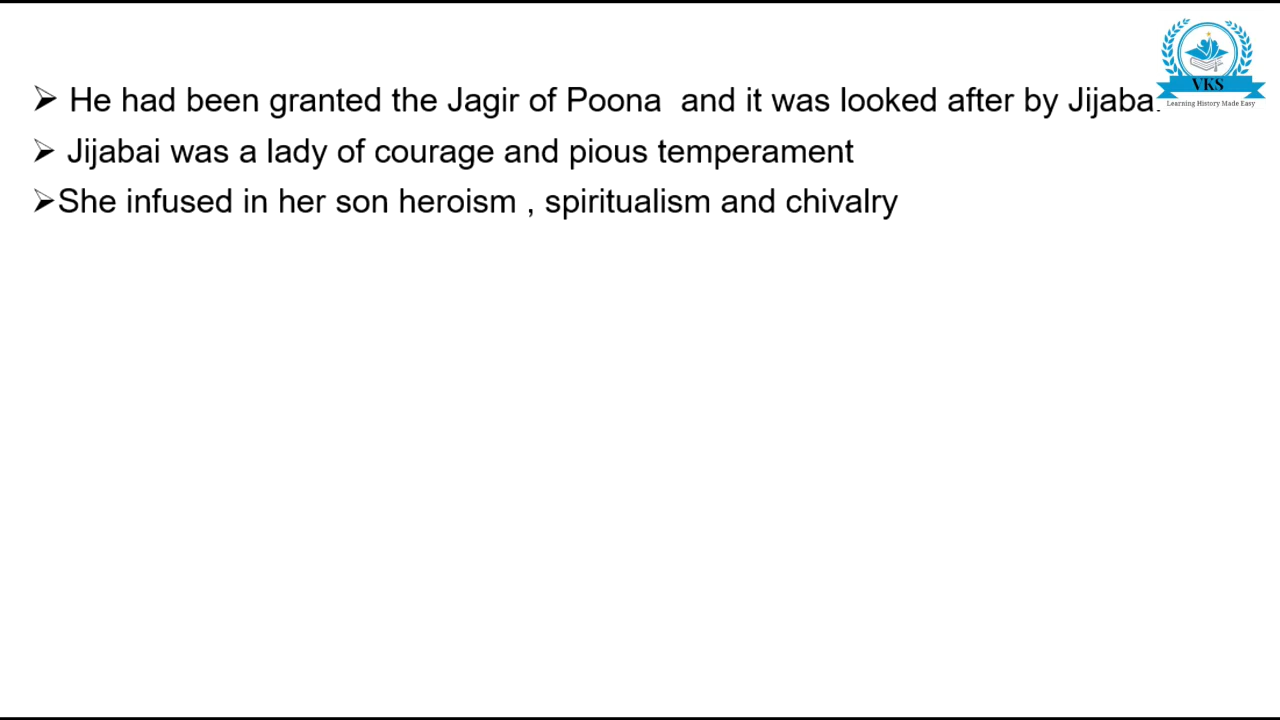 ➢ He had been granted the Jagir of Poona and it was looked after by Jijaba
➢ Jijabai was a lady of courage and pious temperament
➢She infused in her son heroism , spiritualism and chivalry
VKS
Learning History Made Easy